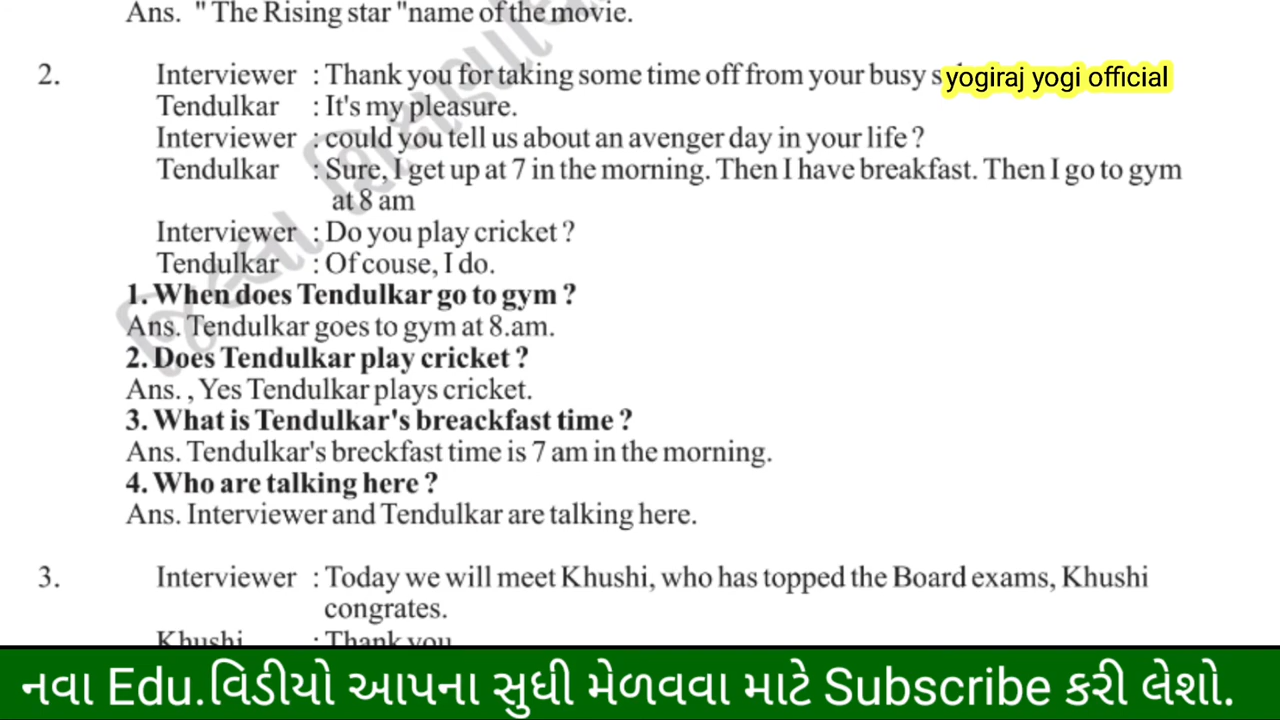 Ans. " The Rising star "name of the movie.
2. Interviewer : Thank you for taking some time off from your busy yogiraj yogi official
Tendulkar : It's my pleasure.
Interviewer : could you tell us about an avenger day in your life ?
Tendulkar : Sure, I get up at 7 in the morning. Then I have breakfast. Then I go to gym
at 8 am
Interviewer : Do you play cricket ?
Tendulkar : Of couse, I do.
1. When does Tendulkar go to gym ?
Ans. Tendulkar goes to gym at 8.am.
2. Does Tendulkar play cricket ?
Ans. , Yes Tendulkar plays cricket.
3. What is Tendulkar's breackfast time ?
Ans. Tendulkar's breckfast time is 7 am in the morning.
4. Who are talking here ?
Ans. Interviewer and Tendulkar are talking here.
3. Interviewer : Today we will meet Khushi, who has topped the Board exams, Khushi
congrates.
Khushi : Thank you
નવા Edu.વિડીયો આપના સુધી મેળવવા માટે Subscribe કરી લેશો.